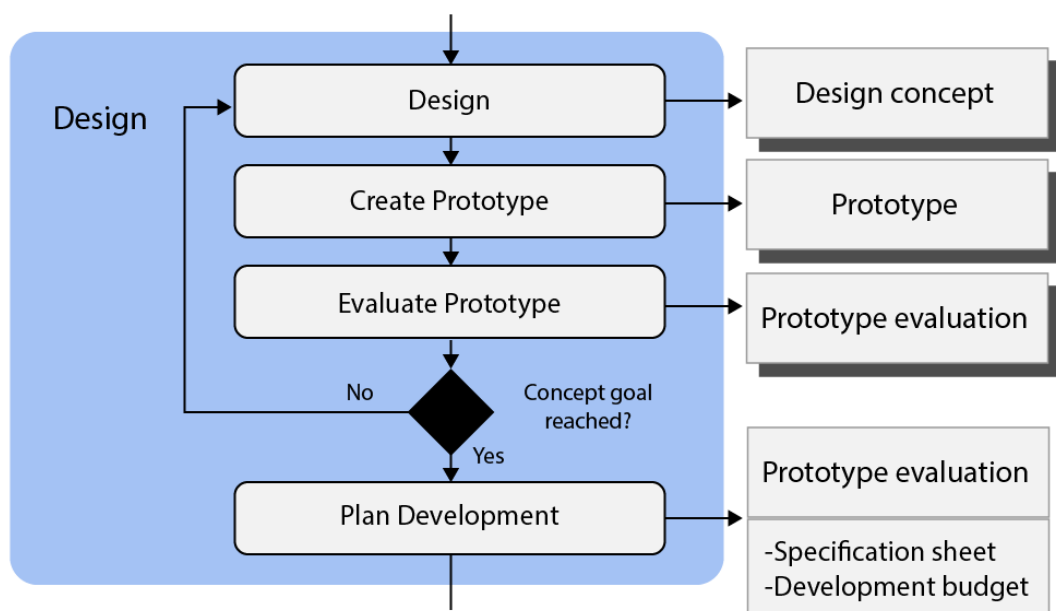 Design
Design
Design concept
Create Prototype
Prototype
Evaluate Prototype
Prototype evaluation
No
Concept goal
reached?
Yes
Prototype evaluation
Plan Development
-Specification sheet
-Development budget